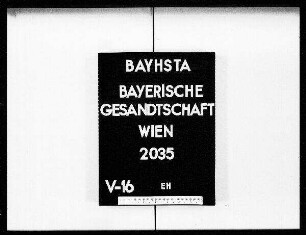 BAYHSTA
BAYERISCHE
GESANDTSCHAFT
WIEN
2035
V-16 EH